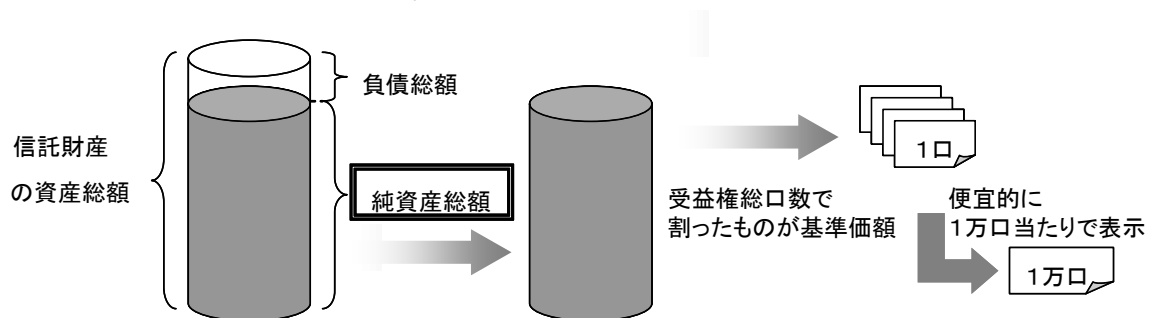 信託財産
の資産総額
負債総額
純資産総額
受益権総口数で
割ったものが基準価額
1口
便宜的に
1万口当たりで表示
1万口